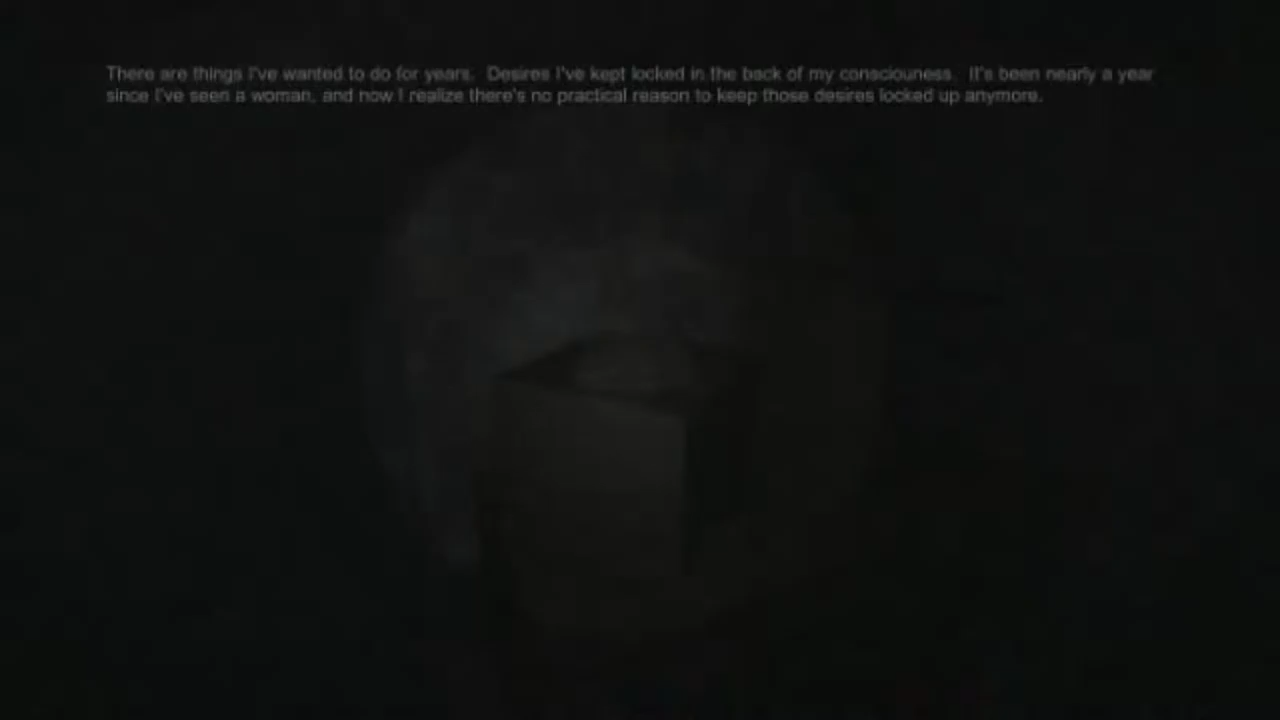 There are things I've wanted to do for years.  Desires I've kept locked in the back of my consciouness.  It's been nearly a year
since I've seen a woman, and now I realize there's no practical reason to keep those desires locked up anymore.